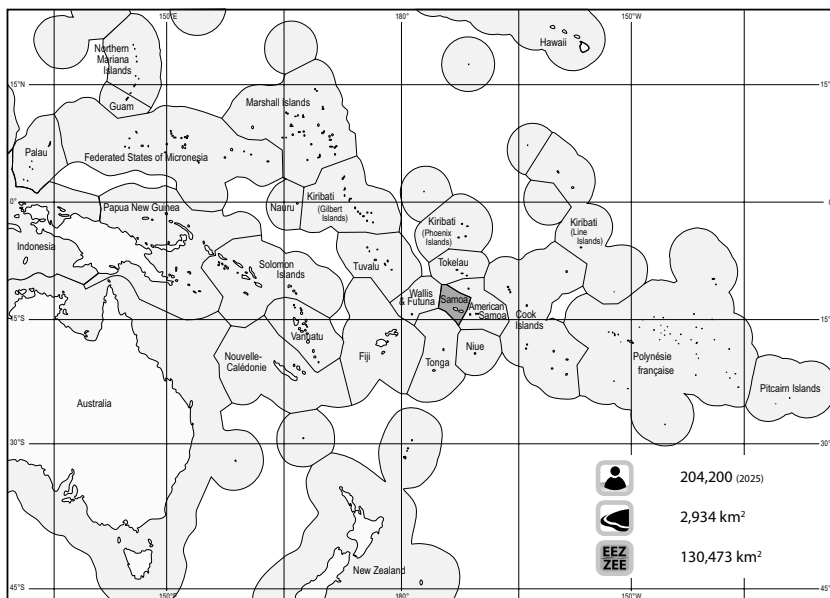 150°E
180°
150°W
Hawaii
Northern
Mariana
Islands
15°N
15°N
Guam
Marshall Islands
Palau
Federated States of Micronesia
0°
0°
Papua New Guinea
Nauru
Kiribati
(Gilbert
Islands)
Kiribati
(Phoenix
Islands)
Kiribati
(Line
Islands)
Indonesia
Solomon
Islands
Tuvalu
Tokelau
Wallis
& Futuna
Samoa
American
Samoa
Cook
Islands
15°S
15°S
Vanuatu
Nouvelle-
Calédonie
Fiji
Tonga
Niue
Polynésie
française
Pitcairn Islands
Australia
30°S
30°S
204,200 (2025)
2,934 km²
EEZ
ZEE
130,473 km²
New Zealand
45°S
45°S
150°E
180°
150°W